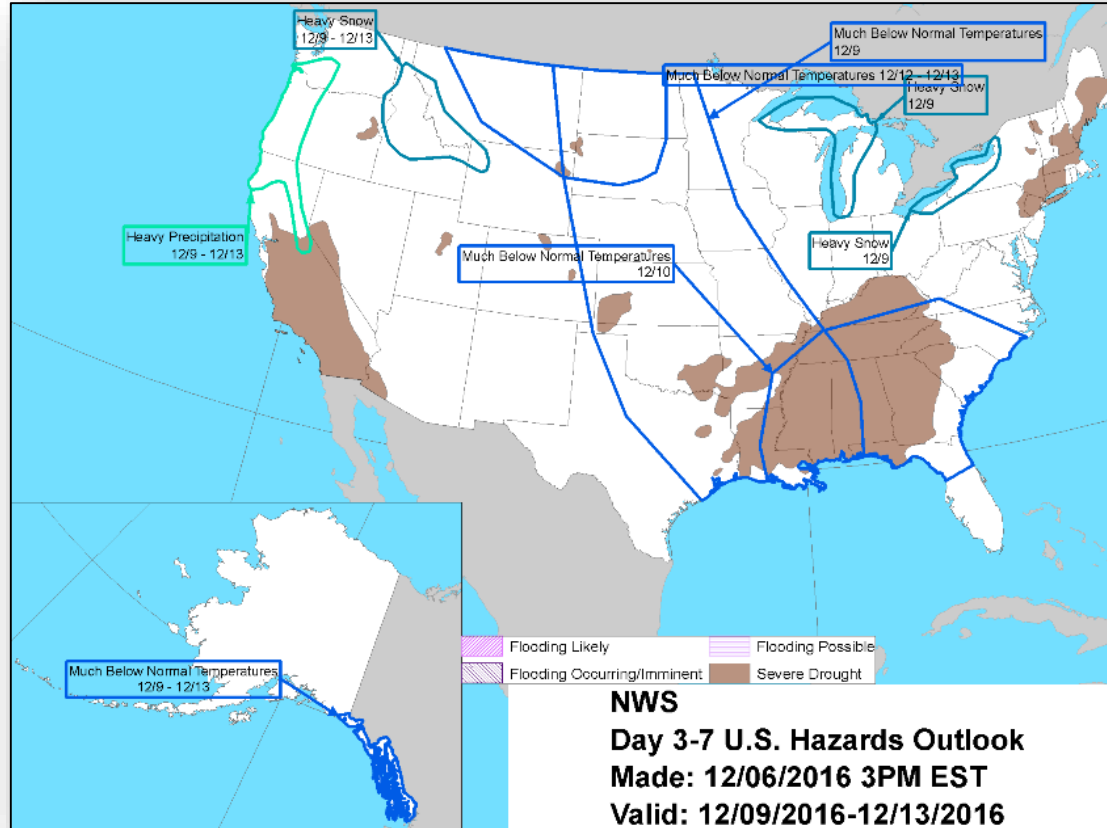 Heavy Snow
12/9 - 12/13
Much Below Normal Temperatures
12/9
Much Below Normal Temperatures 12/12 - 12/13
Heavy Snow
12/9
Heavy Precipitation
12/9 - 12/13
Much Below Normal Temperatures
12/10
Heavy Snow
12/9
Much Below Normal Temperatures
12/9 - 12/13
Flooding Likely
Flooding Possible
Flooding Occurring/Imminent
Severe Drought
NWS
Day 3-7 U.S. Hazards Outlook
Made: 12/06/2016 3PM EST
Valid: 12/09/2016-12/13/2016